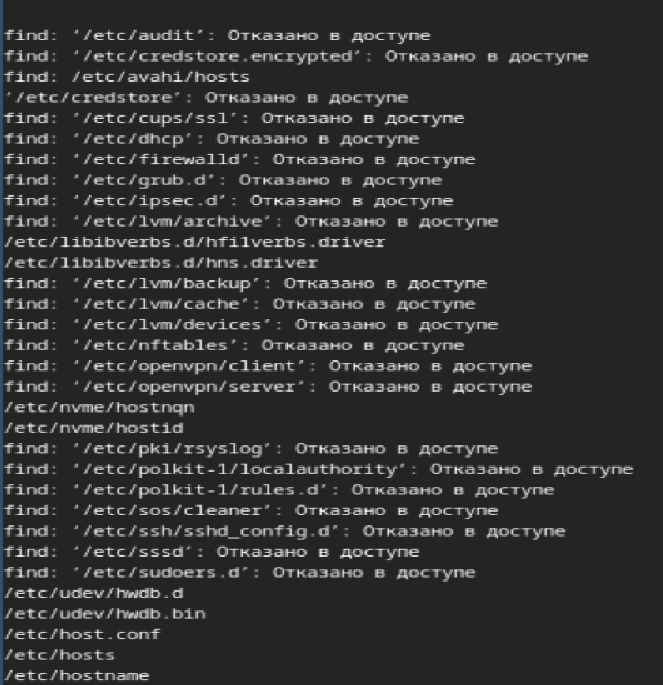 find: ‘/etc/audit’: Отказано в доступе
find: ‘/etc/credstore.encrypted’: Отказано в доступе
find: /etc/avahi/hosts
‘/etc/credstore’: Отказано в доступе
find: ‘/etc/cups/ssl’: Отказано в доступе
find: ‘/etc/dhcp’: Отказано в доступе
find: ‘/etc/firewalld’: Отказано в доступе
find: ‘/etc/grub.d’: Отказано в доступе
find: ‘/etc/ipsec.d’: Отказано в доступе
find: ‘/etc/lvm/archive’: Отказано в доступе
/etc/libibverbs.d/hfi1verbs.driver
/etc/libibverbs.d/hns.driver
find: ‘/etc/lvm/backup’: Отказано в доступе
find: ‘/etc/lvm/cache’: Отказано в доступе
find: ‘/etc/lvm/devices’: Отказано в доступе
find: ‘/etc/nftables’: Отказано в доступе
find: ‘/etc/openvpn/client’: Отказано в доступе
find: ‘/etc/openvpn/server’: Отказано в доступе
/etc/nvme/hostnqn
/etc/nvme/hostid
find: ‘/etc/pki/rsyslog’: Отказано в доступе
find: ‘/etc/polkit-1/localauthority’: Отказано в доступе
find: ‘/etc/polkit-1/rules.d’: Отказано в доступе
find: ‘/etc/sos/cleaner’: Отказано в доступе
find: ‘/etc/ssh/sshd_config.d’: Отказано в доступе
find: ‘/etc/sssd’: Отказано в доступе
find: ‘/etc/sudoers.d’: Отказано в доступе
/etc/udev/hwdb.d
/etc/udev/hwdb.bin
/etc/host.conf
/etc/hosts
/etc/hostname